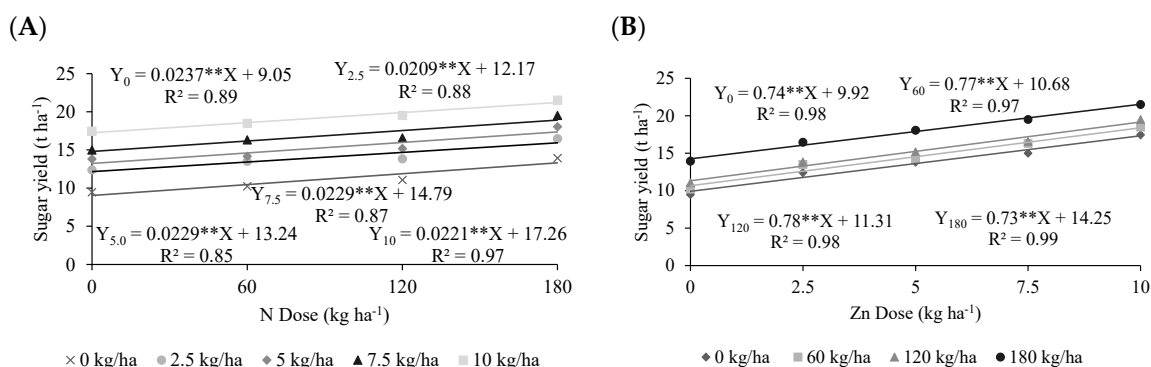 (A)
Y0 = 0.0237**X + 9.05
R² = 0.89
Y2.5 = 0.0209**X + 12.17
R² = 0.88
Y7.5 = 0.0229**X + 14.79
R² = 0.87
Y5.0 = 0.0229**X + 13.24
R² = 0.85
Y10 = 0.0221**X + 17.26
R² = 0.97
Sugar yield (t ha⁻¹)
25
20
15
10
5
0
0 60 120 180
N Dose (kg ha⁻¹)
0 kg/ha 2.5 kg/ha 5 kg/ha 7.5 kg/ha 10 kg/ha
(B)
Y0 = 0.74**X + 9.92
R² = 0.98
Y60 = 0.77**X + 10.68
R² = 0.97
Y120 = 0.78**X + 11.31
R² = 0.98
Y180 = 0.73**X + 14.25
R² = 0.99
Sugar yield (t ha⁻¹)
25
20
15
10
5
0
0 2.5 5 7.5 10
Zn Dose (kg ha⁻¹)
0 kg/ha 60 kg/ha 120 kg/ha 180 kg/ha